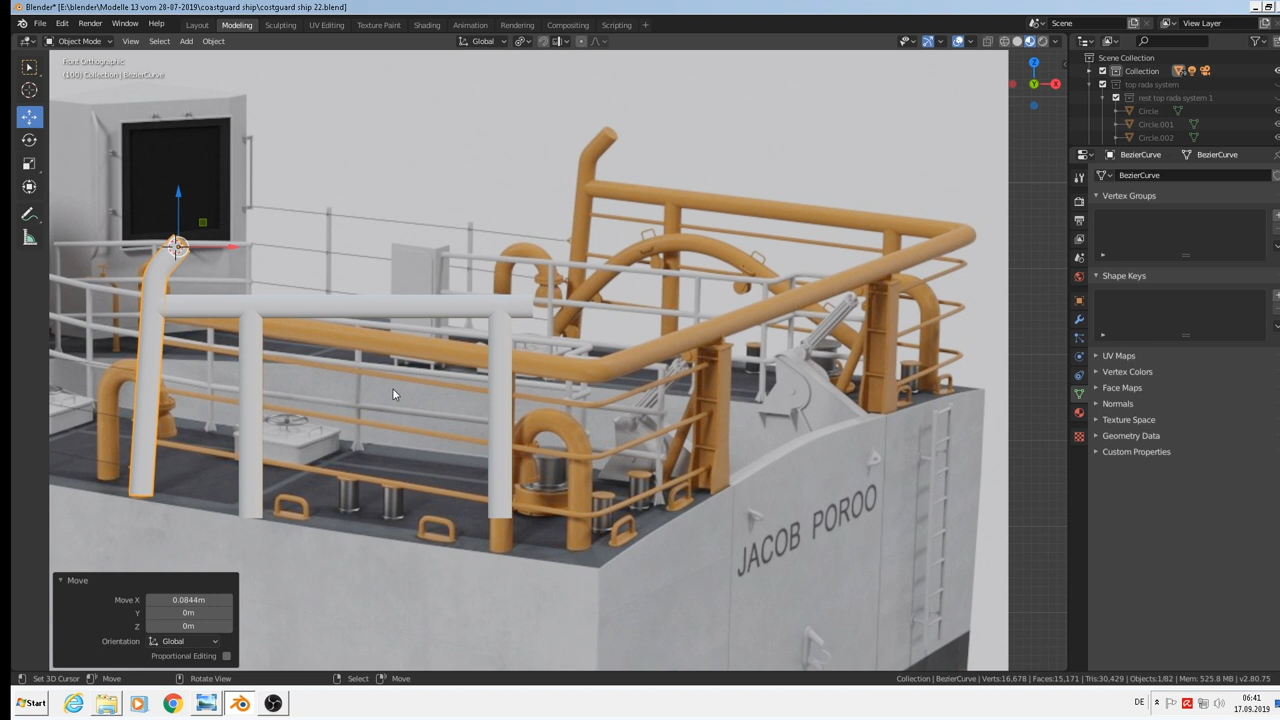 Blender* [E:\blender\Modelle 13 vom 28-07-2019\coastguard ship\costguard ship 22.blend]
File Edit Render Window Help Layout Modeling Sculpting UV Editing Texture Paint Shading Animation Rendering Compositing Scripting + Scene View Layer
Object Mode View Select Add Object Global
Front Orthographic
(100) Collection | BezierCurve
Z
Y X
Scene Collection
Collection
top rada system
rest top rada system 1
Circle
Circle.001
Circle.002
BezierCurve BezierCurve
BezierCurve
Vertex Groups
Shape Keys
UV Maps
Vertex Colors
Face Maps
Normals
Texture Space
Geometry Data
Custom Properties
JACOB POROO
Move
Move X 0.0844m
Y 0m
Z 0m
Orientation Global
Proportional Editing
Set 3D Cursor Move Rotate View Select Move Collection | BezierCurve | Verts:16,678 | Faces:15,171 | Tris:30,429 | Objects:1/82 | Mem: 525.8 MB | v2.80.75
Start DE 06:41
17.09.2019